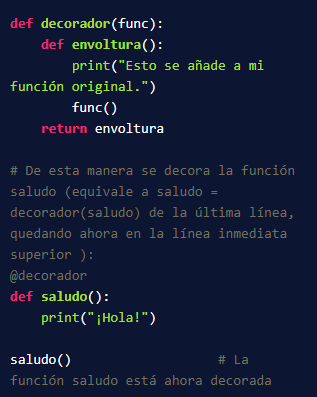 def decorador(func):
    def envoltura():
        print("Esto se añade a mi
función original.")
        func()
    return envoltura

# De esta manera se decora la función
saludo (equivale a saludo =
decorador(saludo) de la última línea,
quedando ahora en la línea inmediata
superior ):
@decorador
def saludo():
    print("¡Hola!")

saludo()                  # La
función saludo está ahora decorada